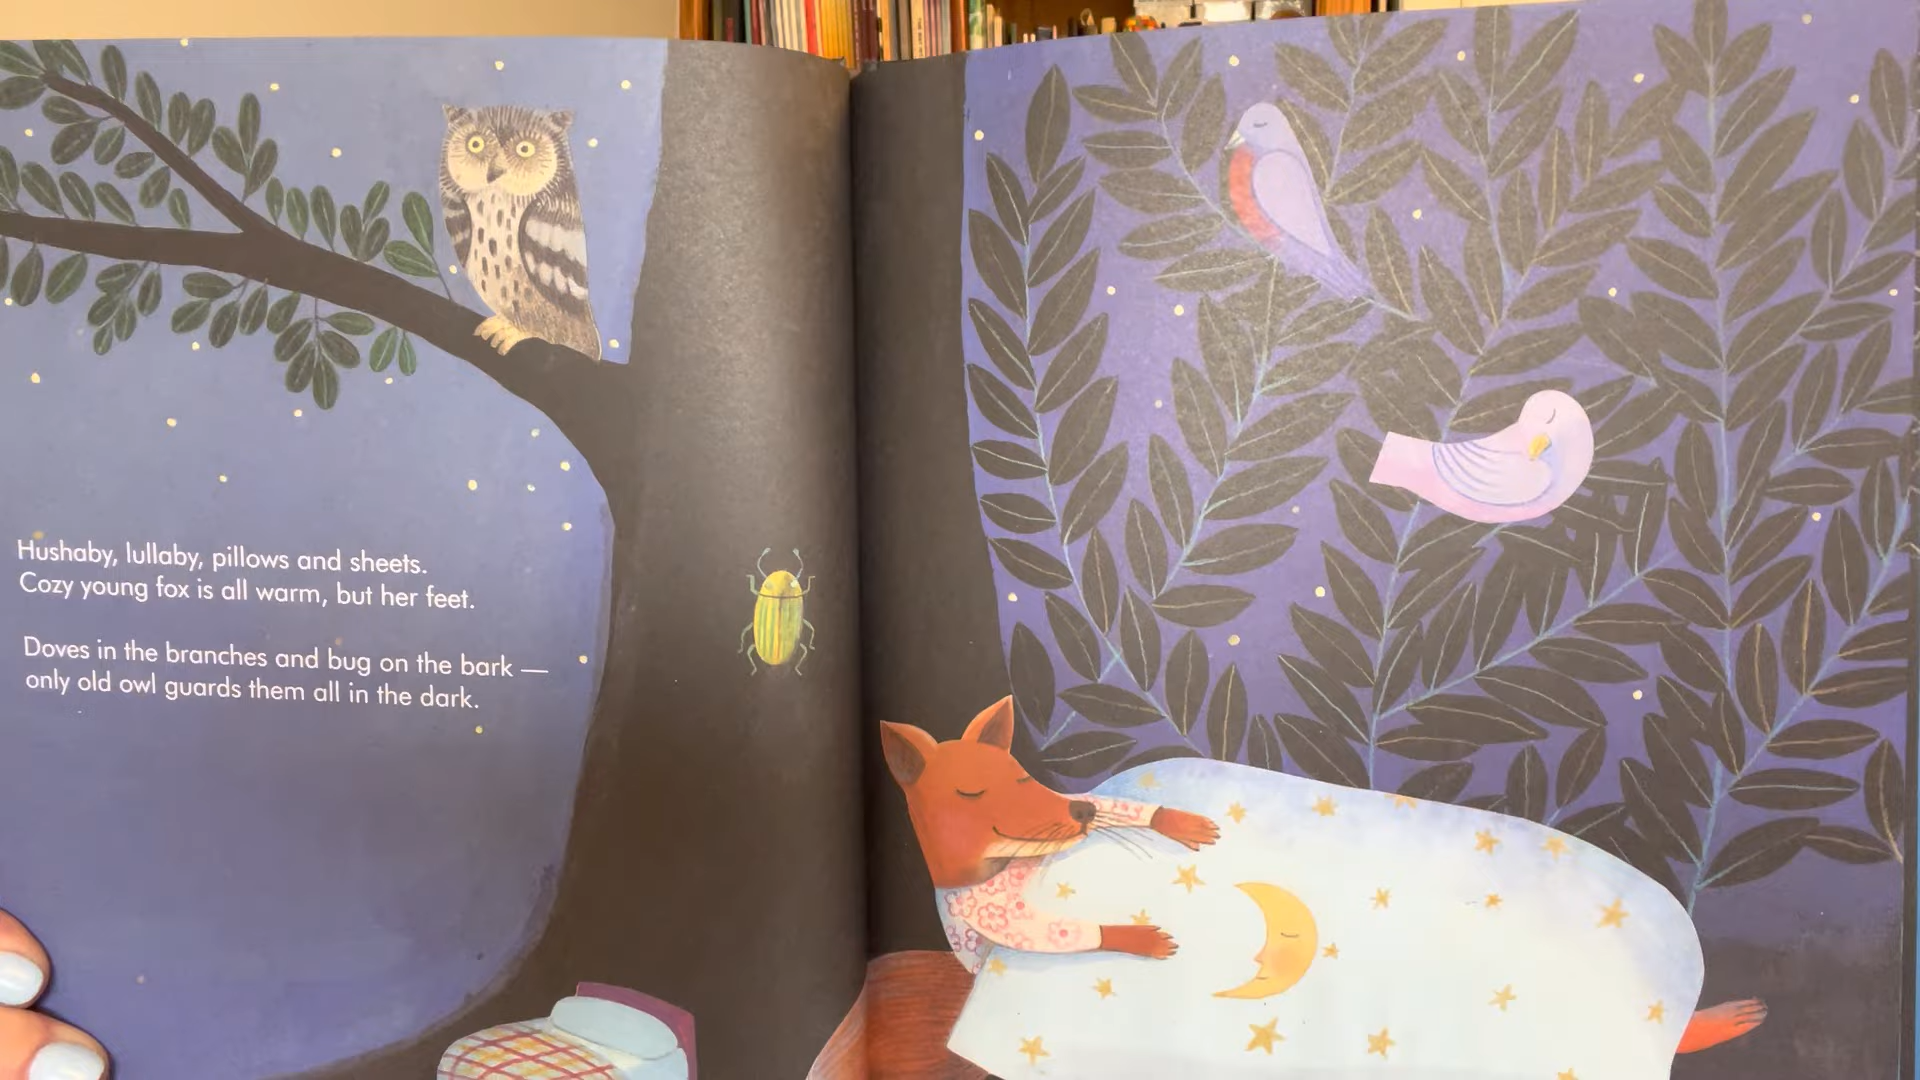 Hushaby, lullaby, pillows and sheets.
Cozy young fox is all warm, but her feet.
Doves in the branches and bug on the bark —
only old owl guards them all in the dark.